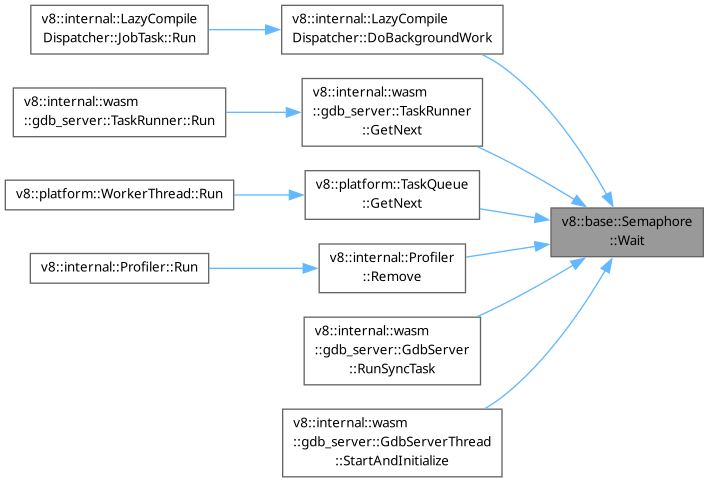 v8::internal::LazyCompile
Dispatcher::JobTask::Run
v8::internal::LazyCompile
Dispatcher::DoBackgroundWork
v8::internal::wasm
::gdb_server::TaskRunner::Run
v8::internal::wasm
::gdb_server::TaskRunner
::GetNext
v8::platform::WorkerThread::Run
v8::platform::TaskQueue
::GetNext
v8::base::Semaphore
::Wait
v8::internal::Profiler::Run
v8::internal::Profiler
::Remove
v8::internal::wasm
::gdb_server::GdbServer
::RunSyncTask
v8::internal::wasm
::gdb_server::GdbServerThread
::StartAndInitialize